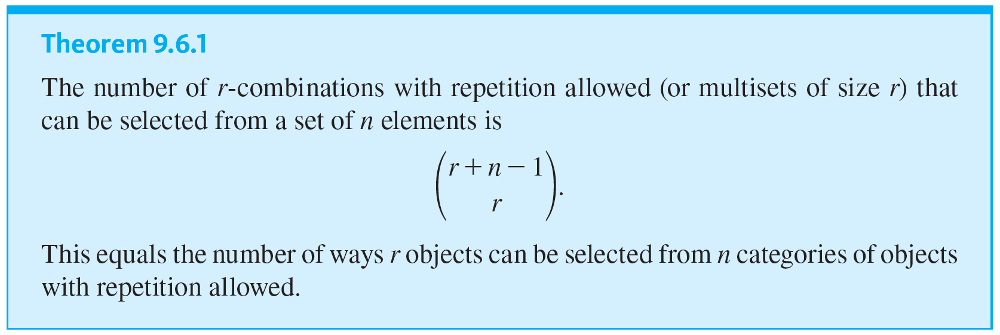 Theorem 9.6.1
The number of r-combinations with repetition allowed (or multisets of size r) that
can be selected from a set of n elements is
(r + n − 1
r).
This equals the number of ways r objects can be selected from n categories of objects
with repetition allowed.